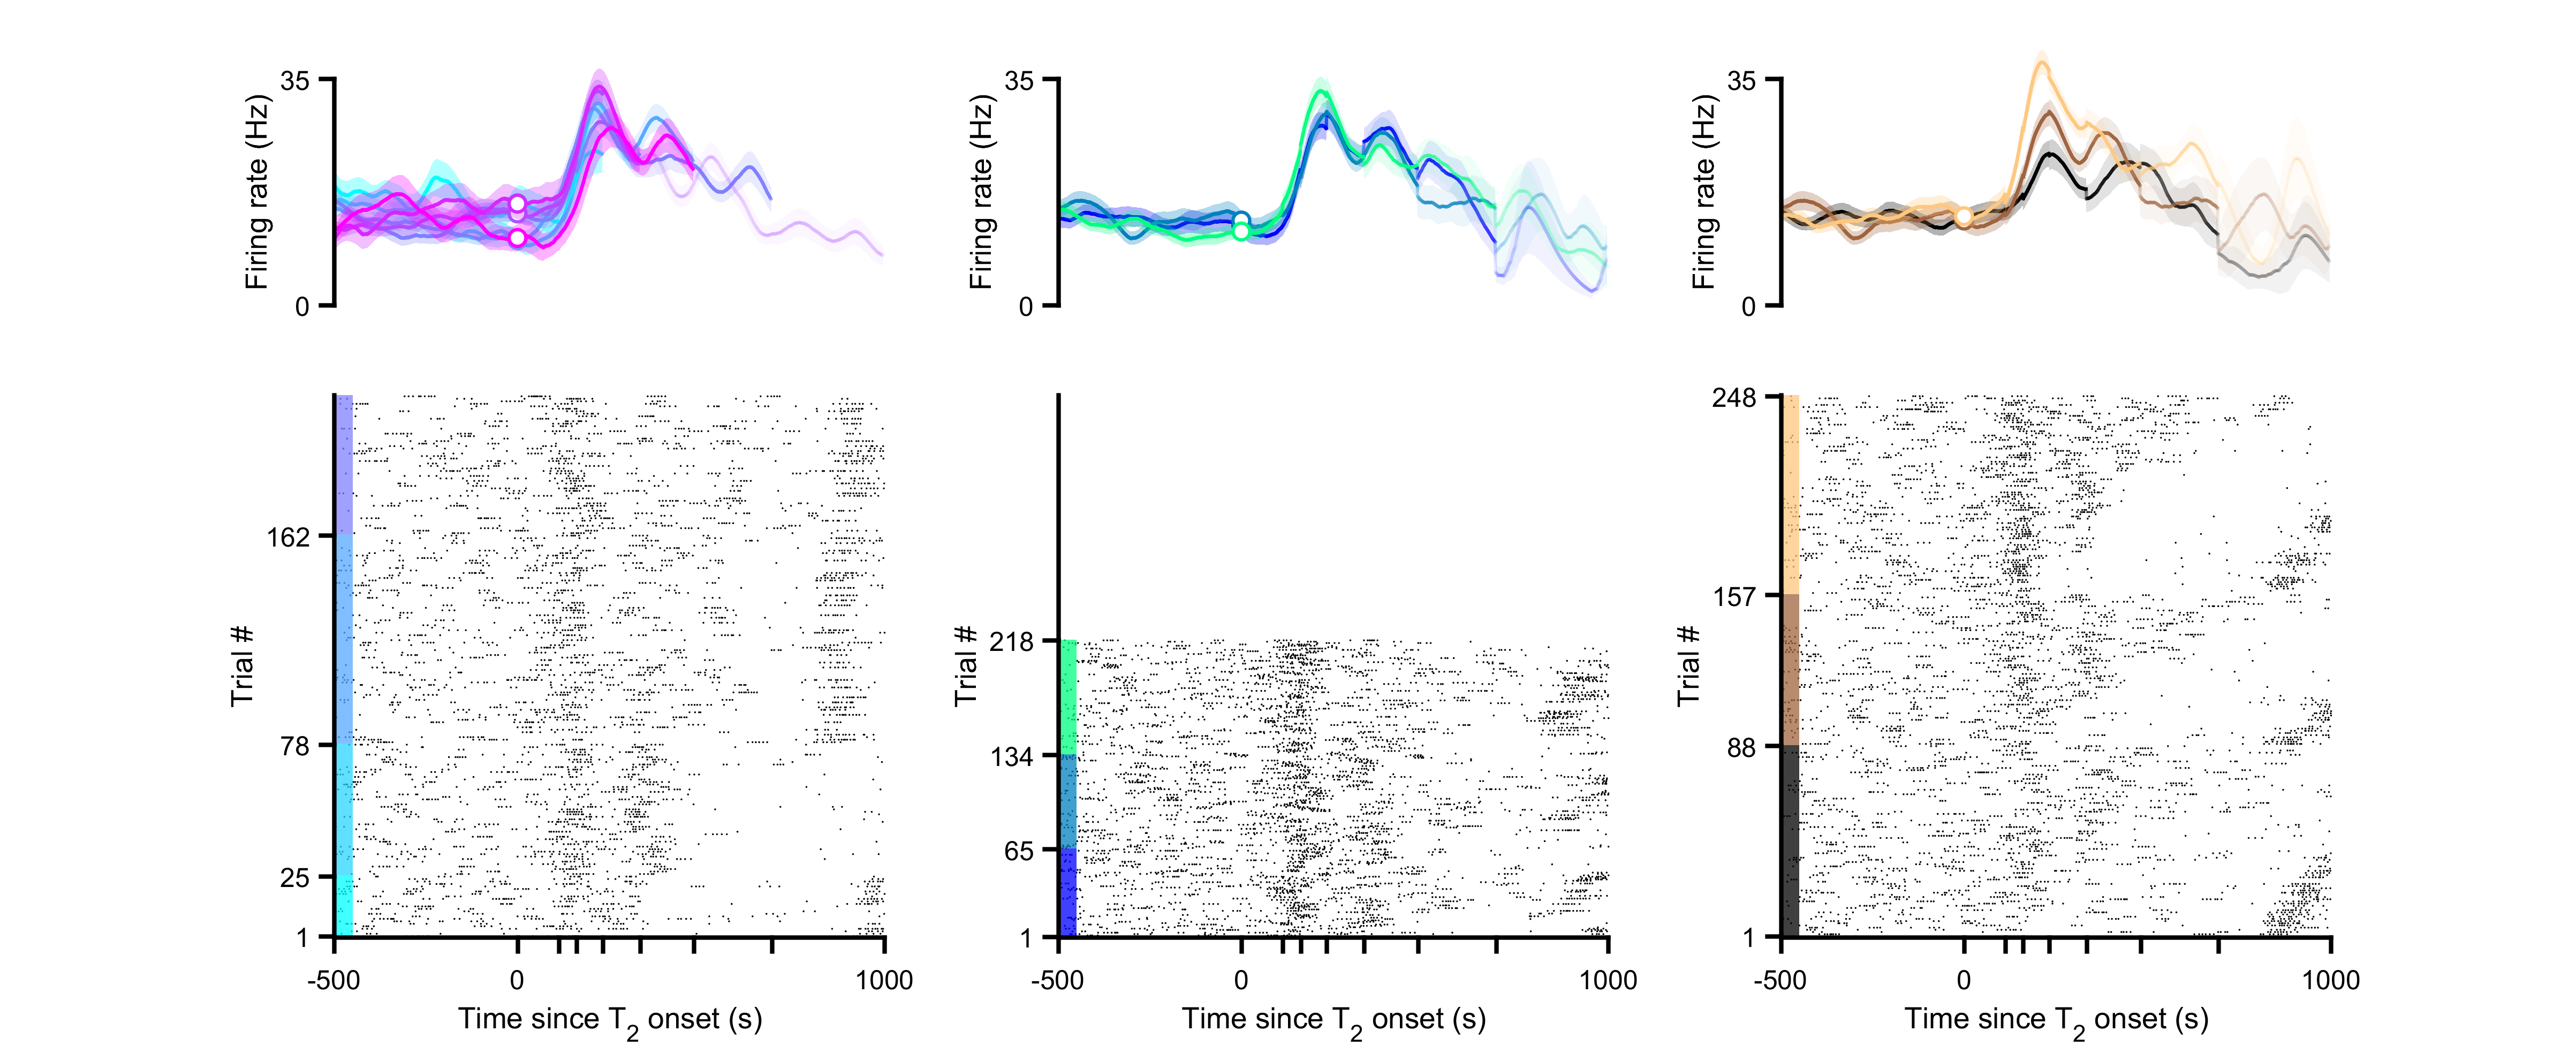 35
Firing rate (Hz)
0
35
Firing rate (Hz)
0
35
Firing rate (Hz)
0
162
78
25
1
Trial #
-500 0 1000
Time since T2 onset (s)
218
134
65
1
Trial #
-500 0 1000
Time since T2 onset (s)
248
157
88
1
Trial #
-500 0 1000
Time since T2 onset (s)